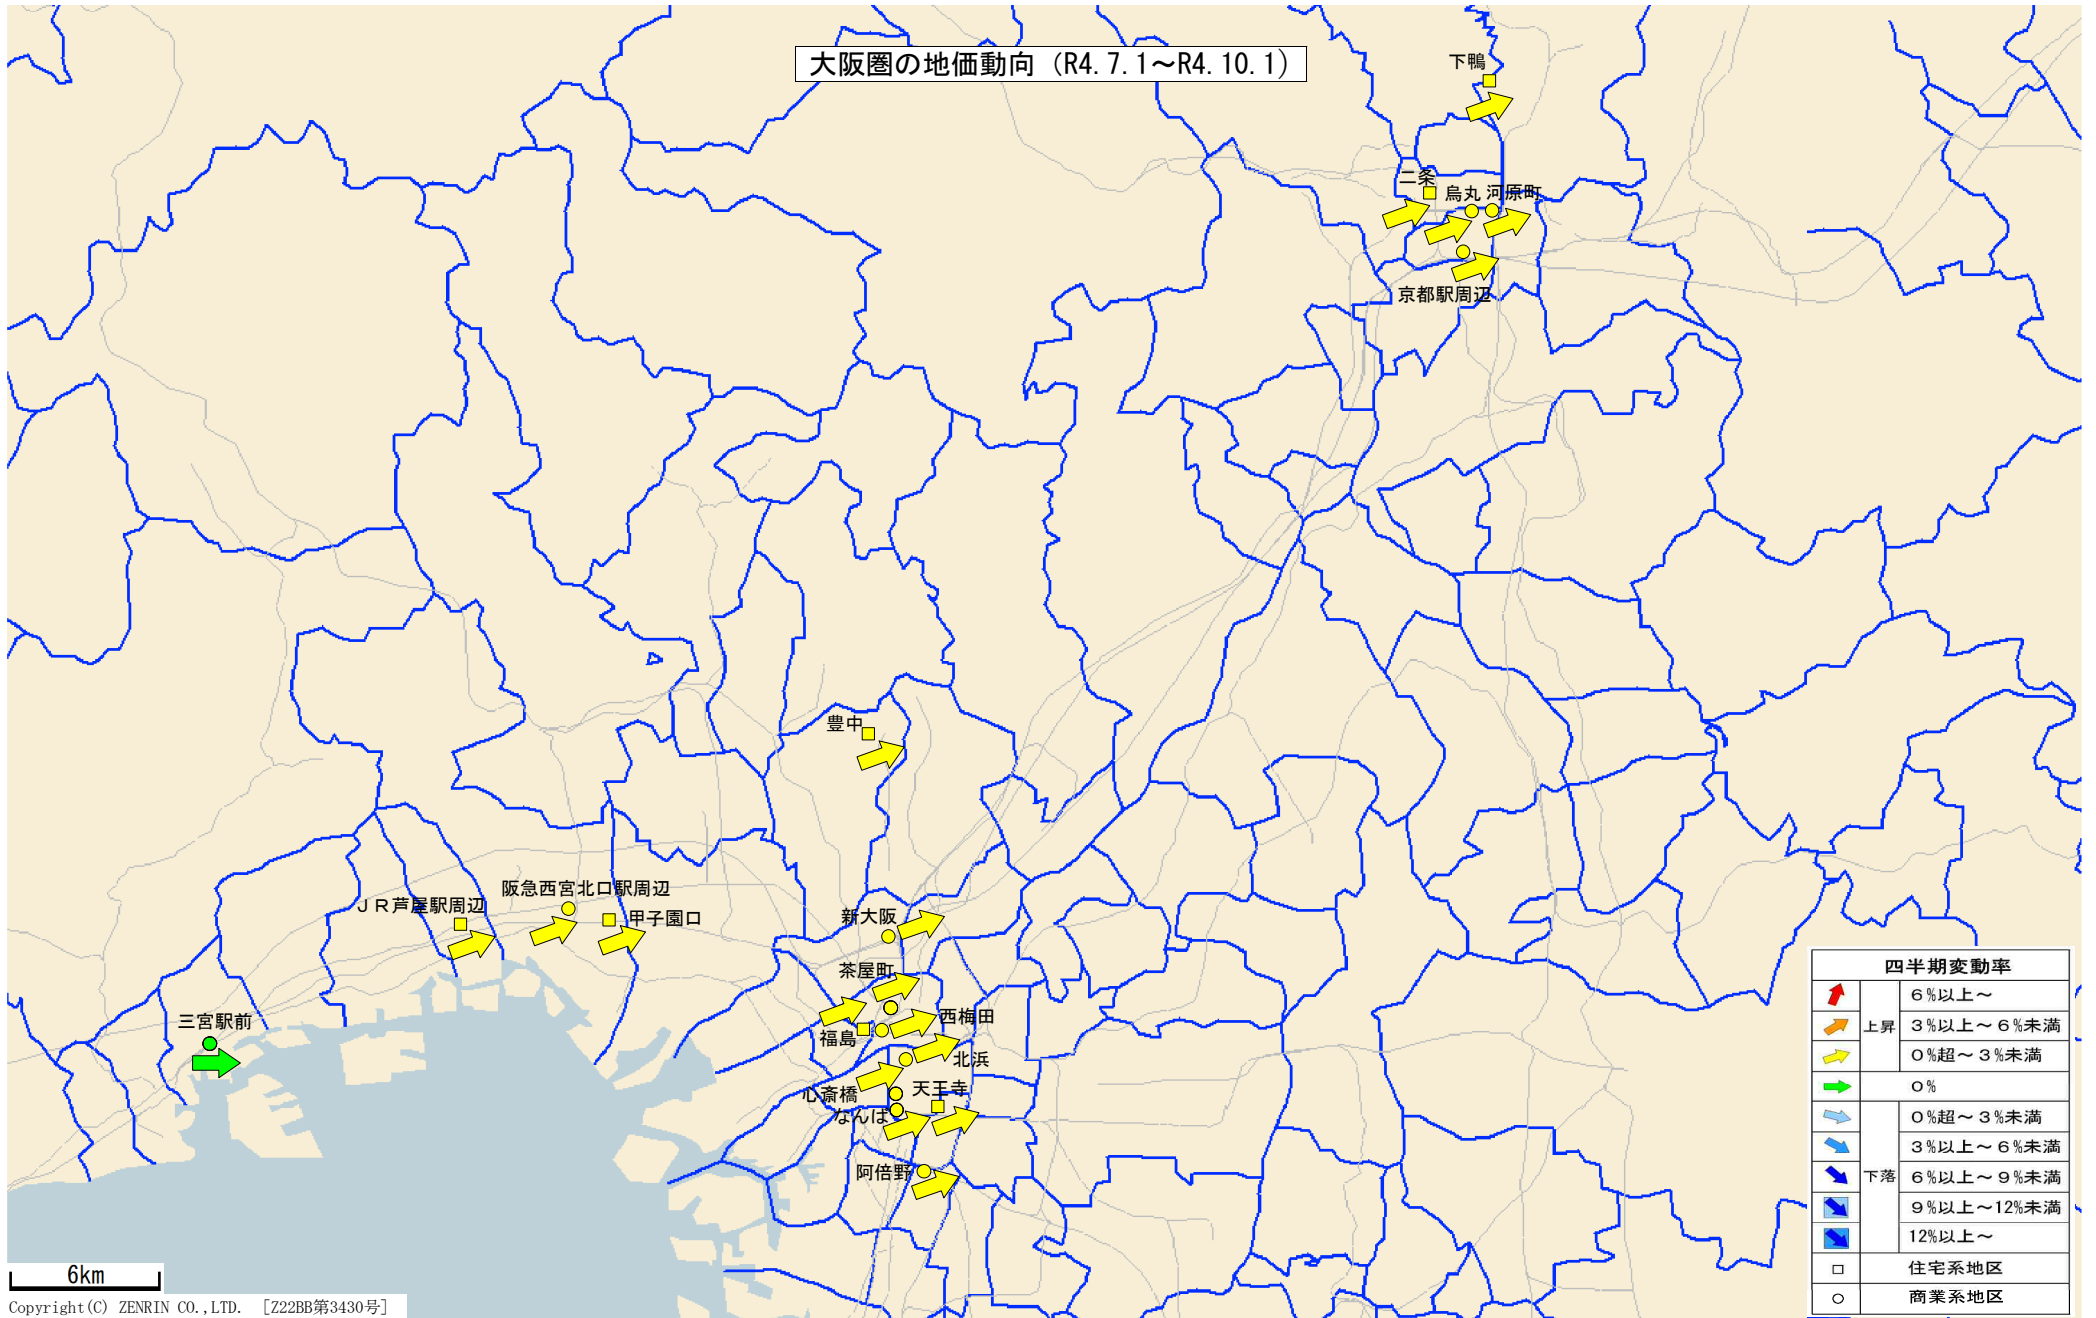 大阪圏の地価動向（R4.7.1～R4.10.1）
下鴨
二条
烏丸 河原町
京都駅周辺
豊中
阪急西宮北口駅周辺
ＪＲ芦屋駅周辺
甲子園口
新大阪
茶屋町
西梅田
福島
三宮駅前
北浜
心斎橋
天王寺
なんば
阿倍野
四半期変動率
上昇
６%以上～
３%以上～６%未満
０%超～３%未満
０%
下落
０%超～３%未満
３%以上～６%未満
６%以上～９%未満
９%以上～12%未満
12%以上～
住宅系地区
商業系地区
6km
Copyright(C) ZENRIN CO.,LTD. ［Z22BB第3430号］